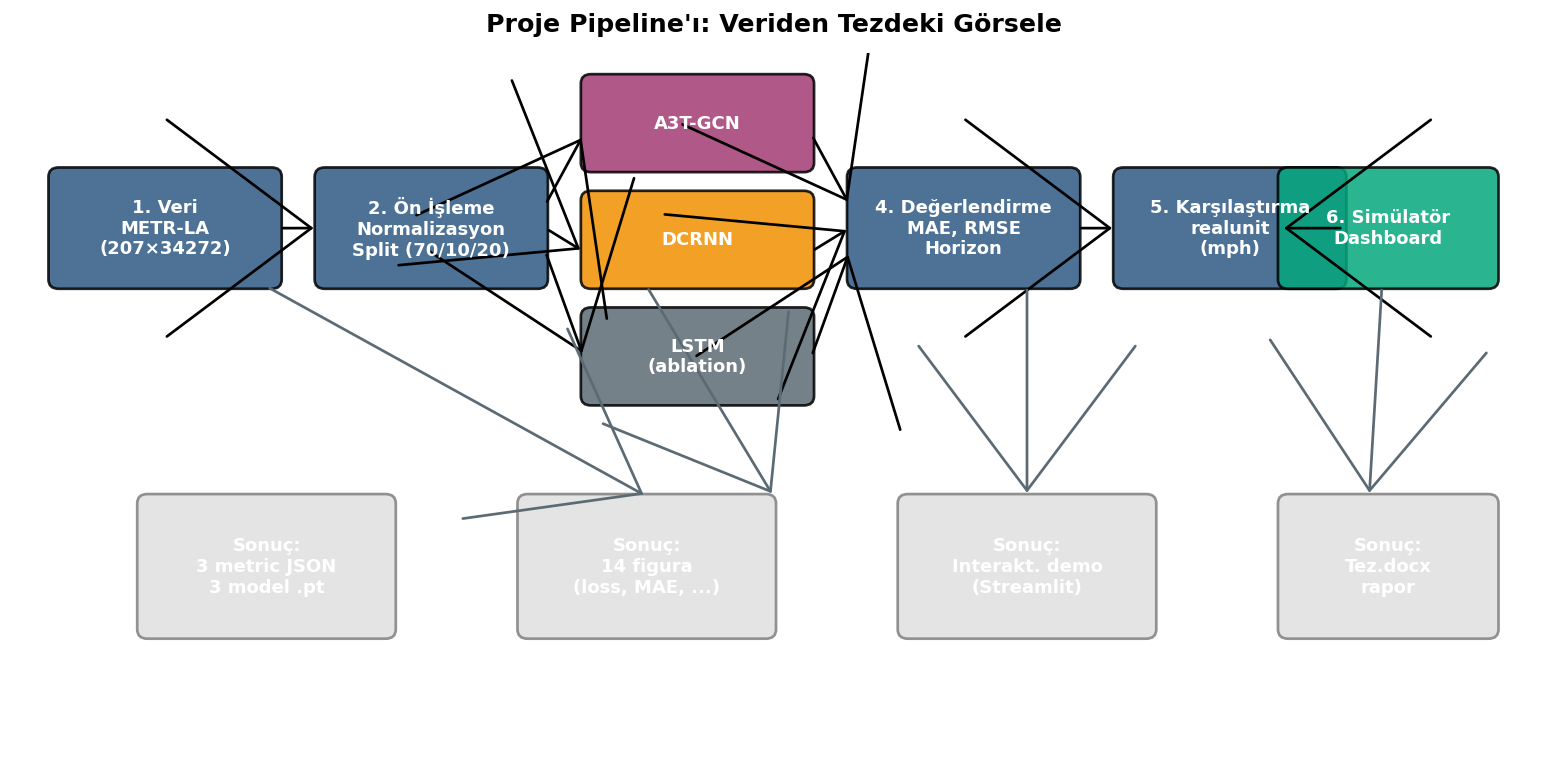 Proje Pipeline'ı: Veriden Tezdeki Görsele
1. Veri
METR-LA
(207×34272)
2. Ön İşleme
Normalizasyon
Split (70/10/20)
A3T-GCN
DCRNN
LSTM
(ablation)
4. Değerlendirme
MAE, RMSE
Horizon
5. Karşılaştırma
realunit
(mph)
6. Simülatör
Dashboard
Sonuç:
3 metric JSON
3 model .pt
Sonuç:
14 figura
(loss, MAE, ...)
Sonuç:
Interakt. demo
(Streamlit)
Sonuç:
Tez.docx
rapor